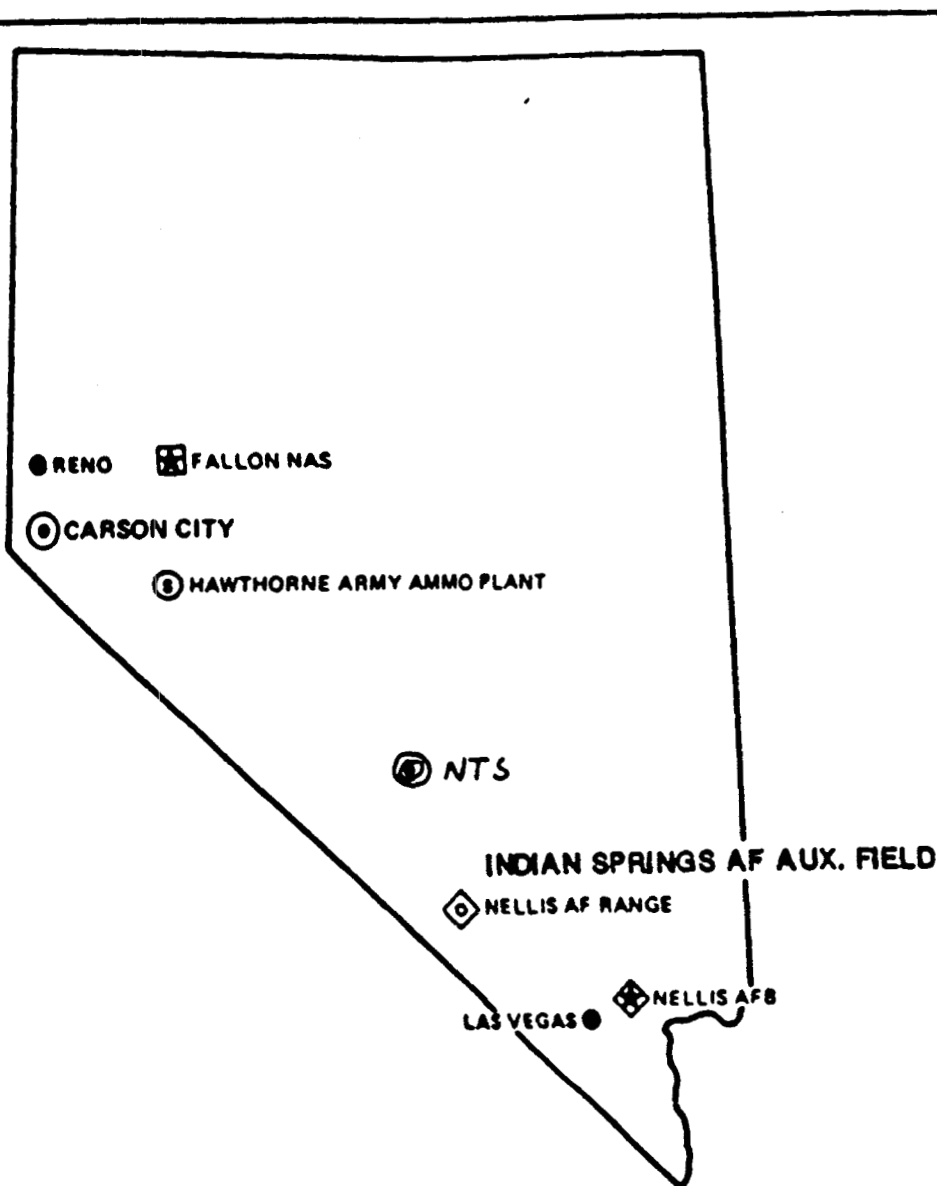 RENO
FALLON NAS
CARSON CITY
S HAWTHORNE ARMY AMMO PLANT
NTS
INDIAN SPRINGS AF AUX. FIELD
NELLIS AF RANGE
NELLIS AFB
LAS VEGAS